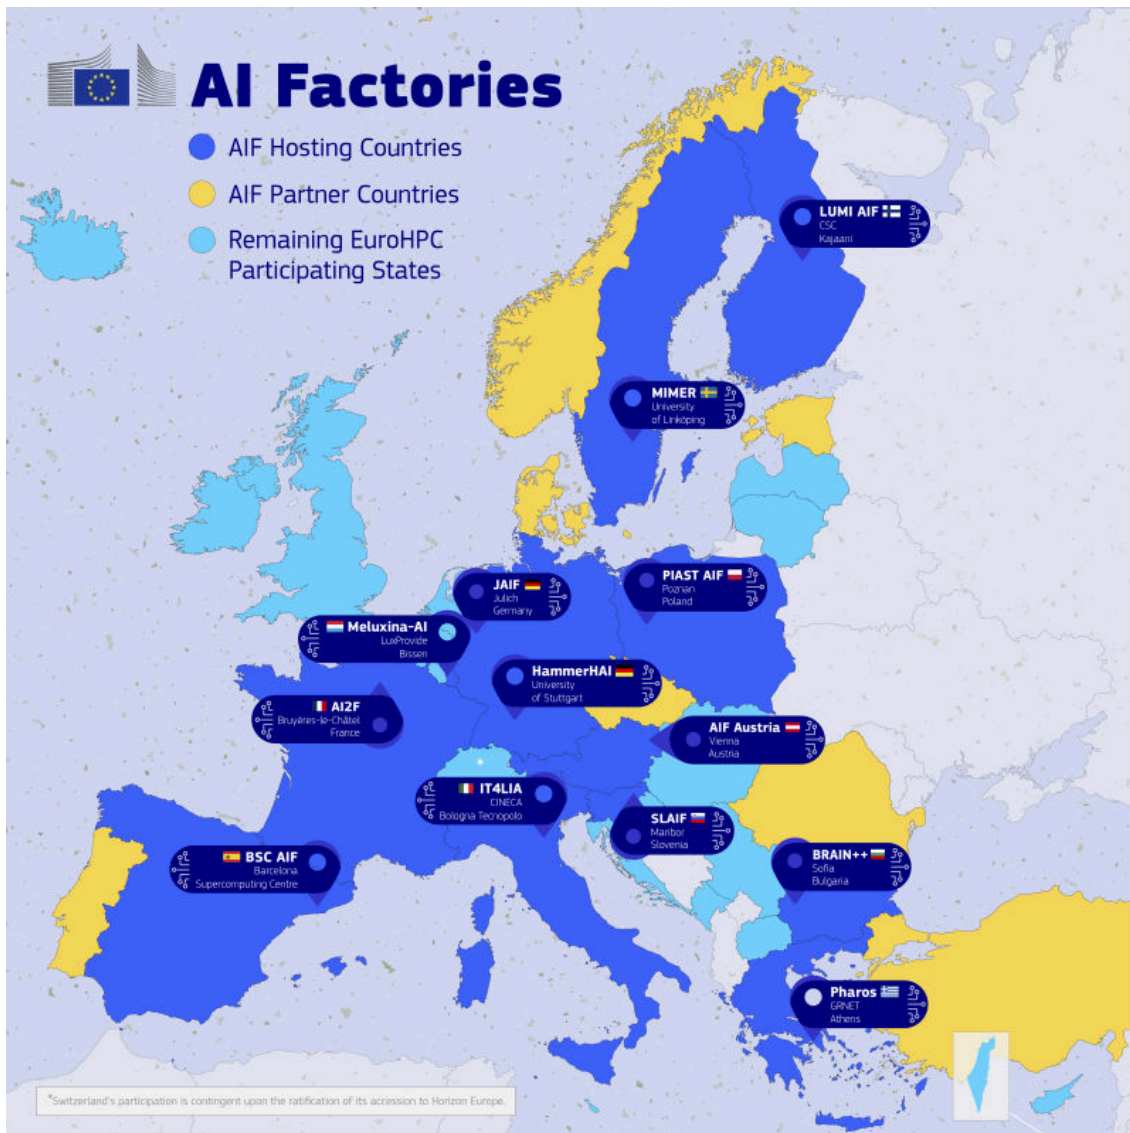 AI Factories
AIF Hosting Countries
AIF Partner Countries
Remaining EuroHPC
Participating States
LUMI AIF
CSC
Kajaani
MIMER
University
of Linköping
JAIF
Julich
Germany
PIAST AIF
Poznan
Poland
Meluxina-AI
LuxProvide
Bissen
HammerHAI
University
of Stuttgart
AI2F
Bruyères-le-Châtel
France
AIF Austria
Vienna
Austria
IT4LIA
CINECA
Bologna Tecnopolo
SLAIF
Maribor
Slovenia
BSC AIF
Barcelona
Supercomputing Centre
BRAIN++
Sofia
Bulgaria
Pharos
GRNET
Athens
*
*Switzerland's participation is contingent upon the ratification of its accession to Horizon Europe.